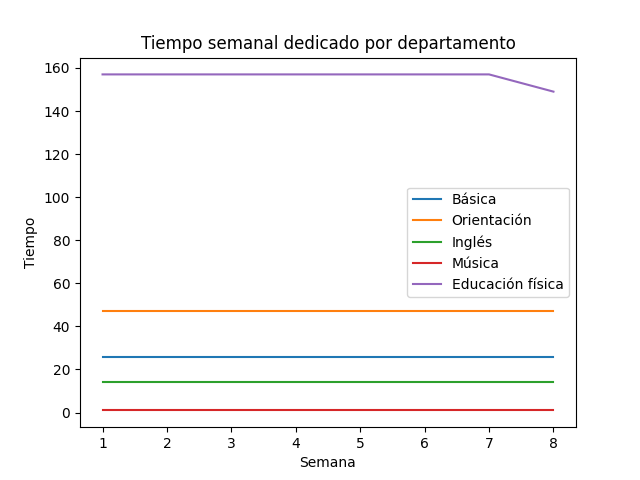 Tiempo semanal dedicado por departamento
160
140
120
100
80
60
40
20
0
Tiempo
Básica
Orientación
Inglés
Música
Educación física
1 2 3 4 5 6 7 8
Semana